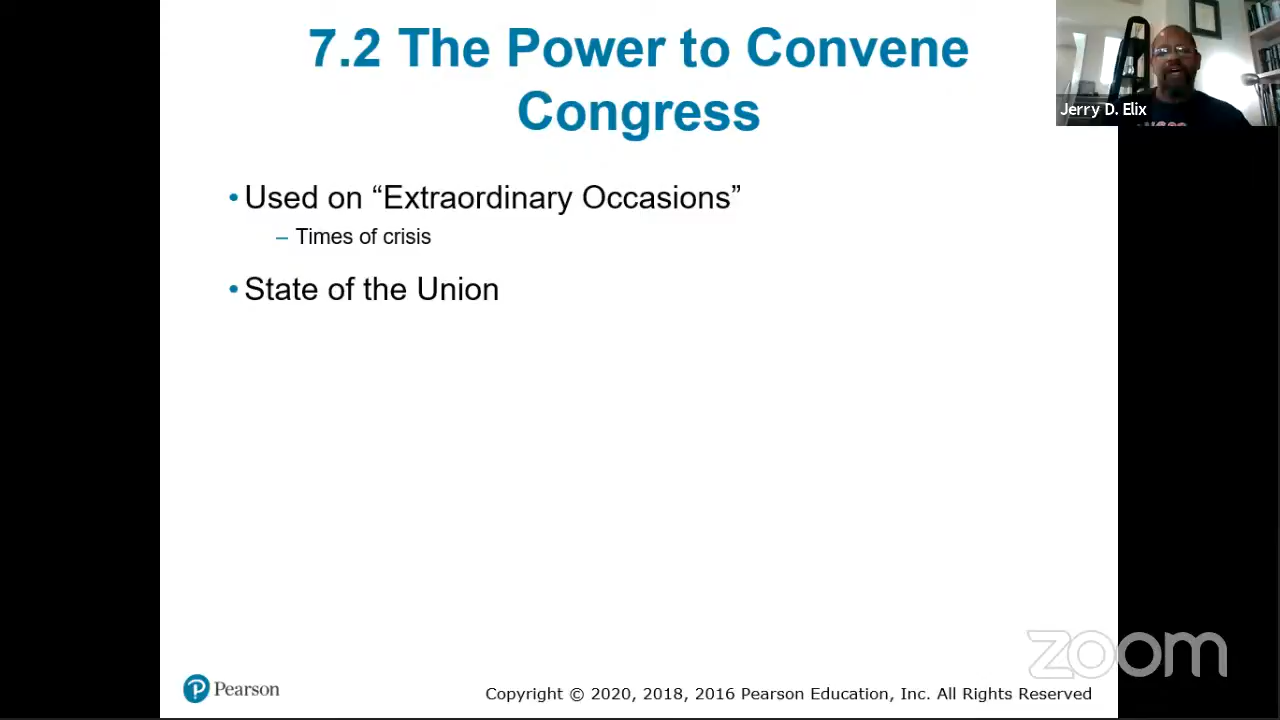 7.2 The Power to Convene
Congress
Jerry D. Elix
• Used on “Extraordinary Occasions”
– Times of crisis
• State of the Union
zoom
Pearson
Copyright © 2020, 2018, 2016 Pearson Education, Inc. All Rights Reserved